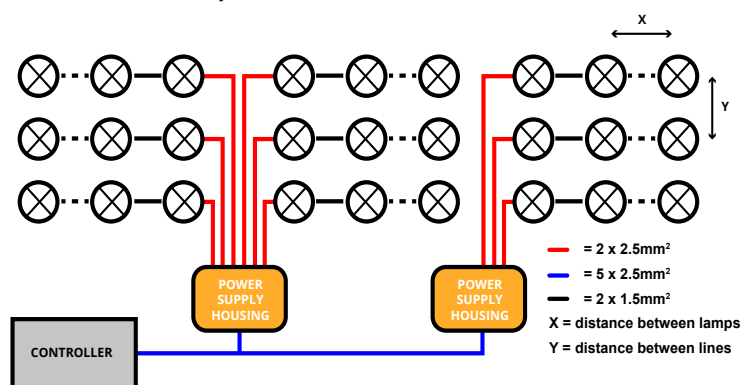 X
Y
= 2 x 2.5mm²
= 5 x 2.5mm²
= 2 x 1.5mm²
X = distance between lamps
Y = distance between lines
POWER
SUPPLY
HOUSING
POWER
SUPPLY
HOUSING
CONTROLLER